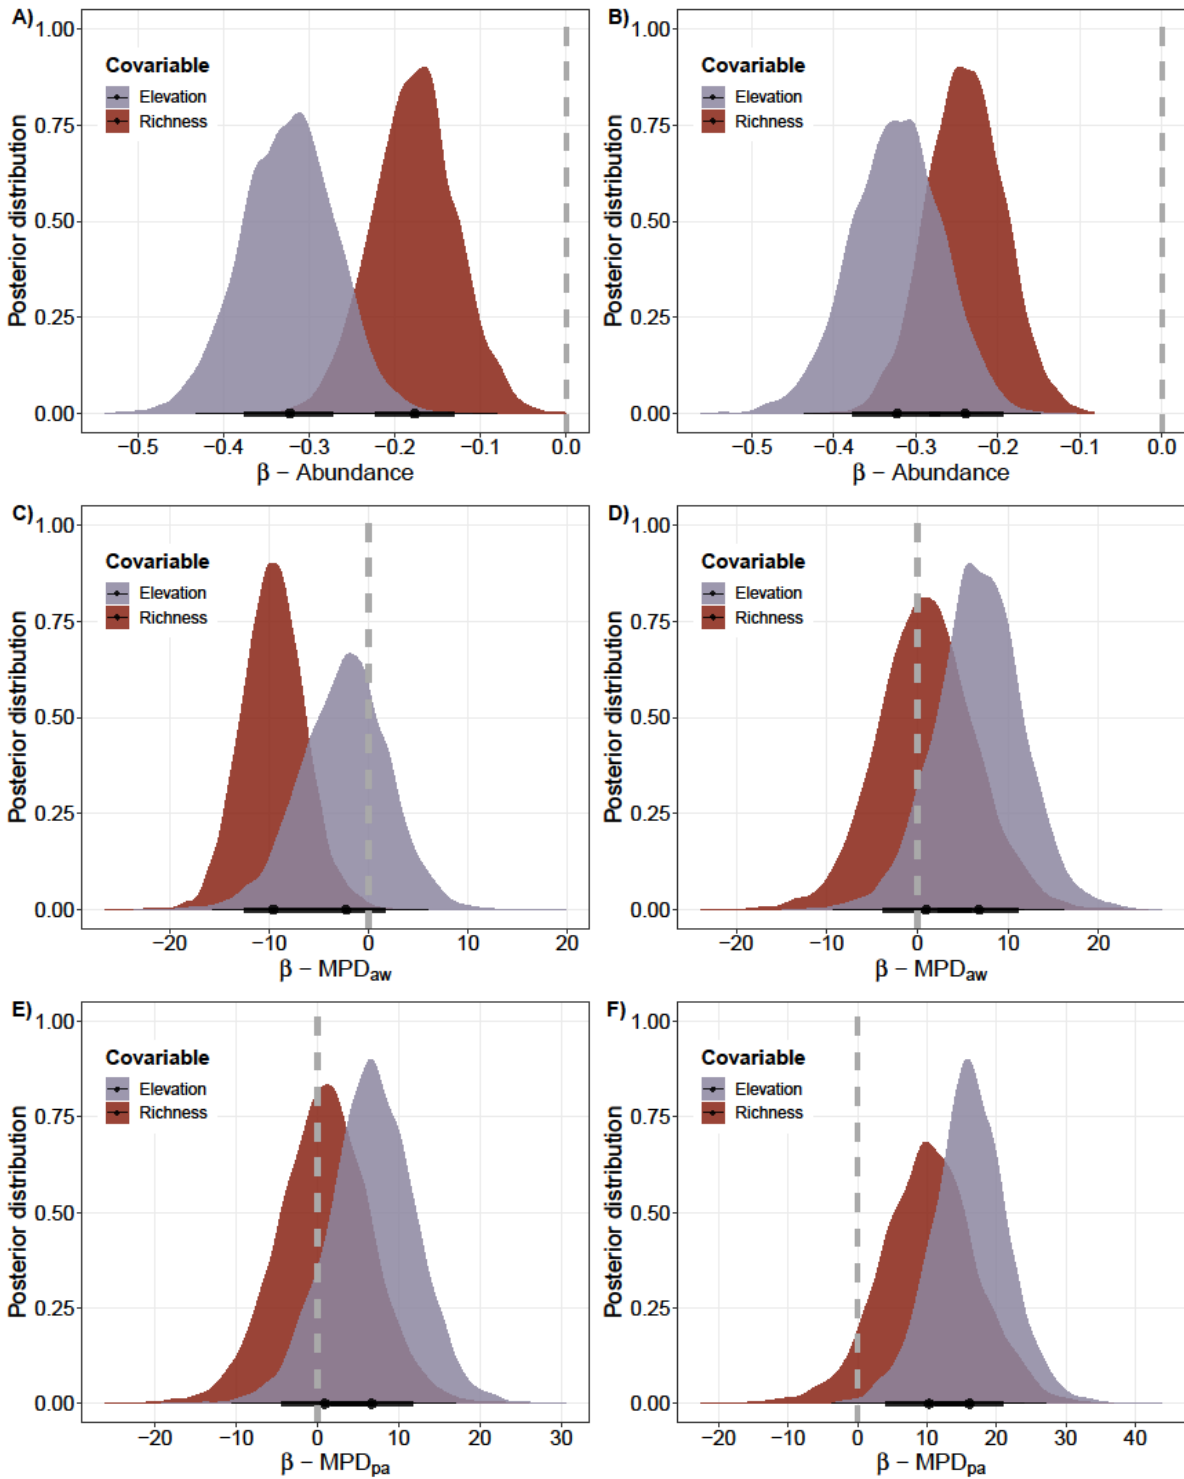 A)
1.00
0.75
0.50
0.25
0.00
Posterior distribution
Covariable
Elevation
Richness
−0.5 −0.4 −0.3 −0.2 −0.1 0.0
β − Abundance
B)
1.00
0.75
0.50
0.25
0.00
Posterior distribution
Covariable
Elevation
Richness
−0.5 −0.4 −0.3 −0.2 −0.1 0.0
β − Abundance
C)
1.00
0.75
0.50
0.25
0.00
Posterior distribution
Covariable
Elevation
Richness
−20 −10 0 10 20
β − MPDaw
D)
1.00
0.75
0.50
0.25
0.00
Posterior distribution
Covariable
Elevation
Richness
−20 −10 0 10 20
β − MPDaw
E)
1.00
0.75
0.50
0.25
0.00
Posterior distribution
Covariable
Elevation
Richness
−20 −10 0 10 20 30
β − MPDpa
F)
1.00
0.75
0.50
0.25
0.00
Posterior distribution
Covariable
Elevation
Richness
−20 −10 0 10 20 30 40
β − MPDpa